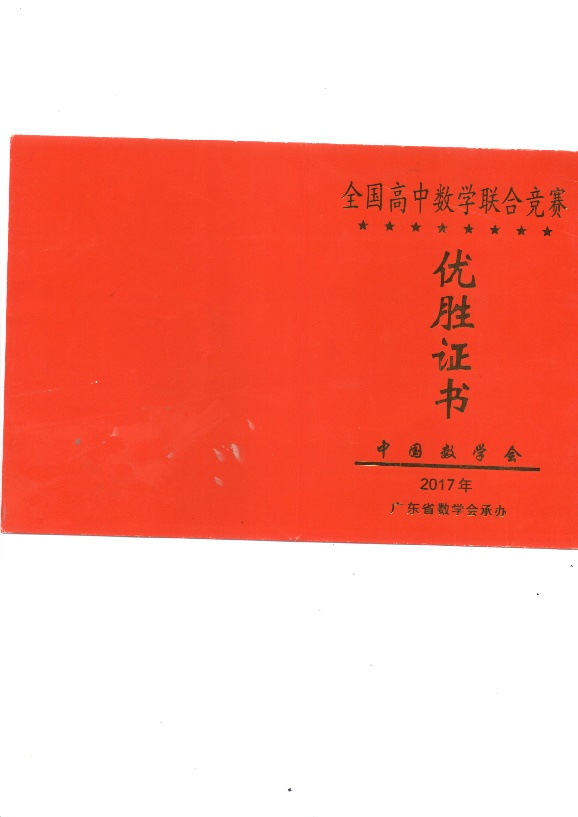 全国高中数学联合竞赛
★★★★★★★★
优
胜
证
书
中国数学会
2017年
广东省数学会承办